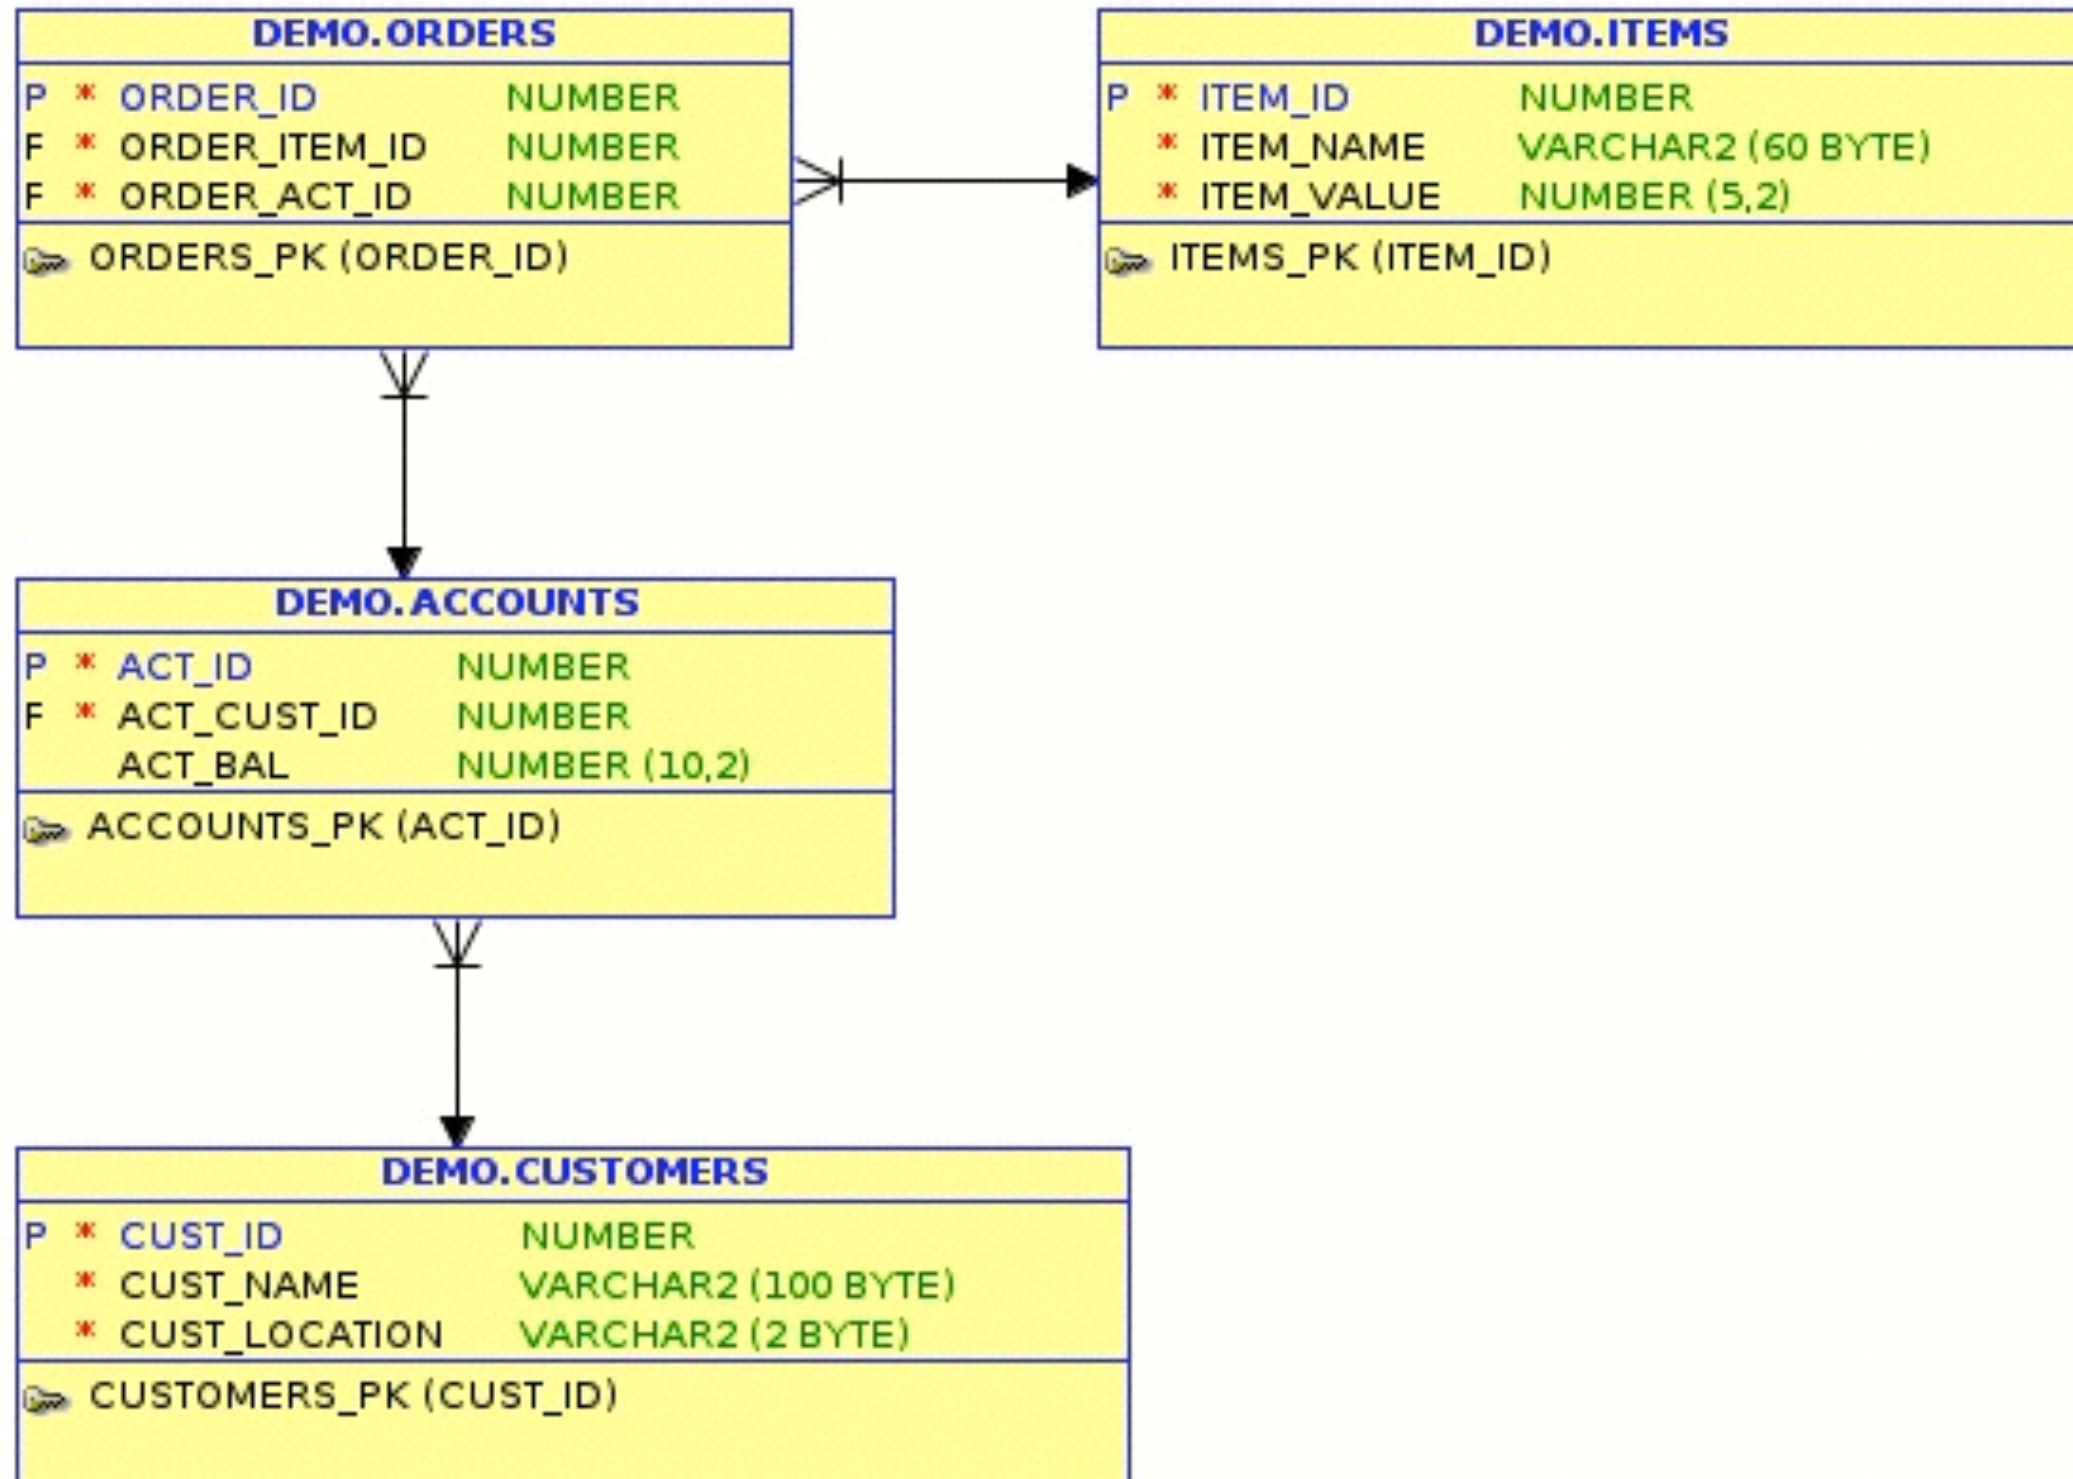 DEMO.ORDERS
P * ORDER_ID NUMBER
F * ORDER_ITEM_ID NUMBER
F * ORDER_ACT_ID NUMBER
ORDERS_PK (ORDER_ID)
DEMO.ITEMS
P * ITEM_ID NUMBER
* ITEM_NAME VARCHAR2 (60 BYTE)
* ITEM_VALUE NUMBER (5,2)
ITEMS_PK (ITEM_ID)
DEMO.ACCOUNTS
P * ACT_ID NUMBER
F * ACT_CUST_ID NUMBER
ACT_BAL NUMBER (10,2)
ACCOUNTS_PK (ACT_ID)
DEMO.CUSTOMERS
P * CUST_ID NUMBER
* CUST_NAME VARCHAR2 (100 BYTE)
* CUST_LOCATION VARCHAR2 (2 BYTE)
CUSTOMERS_PK (CUST_ID)